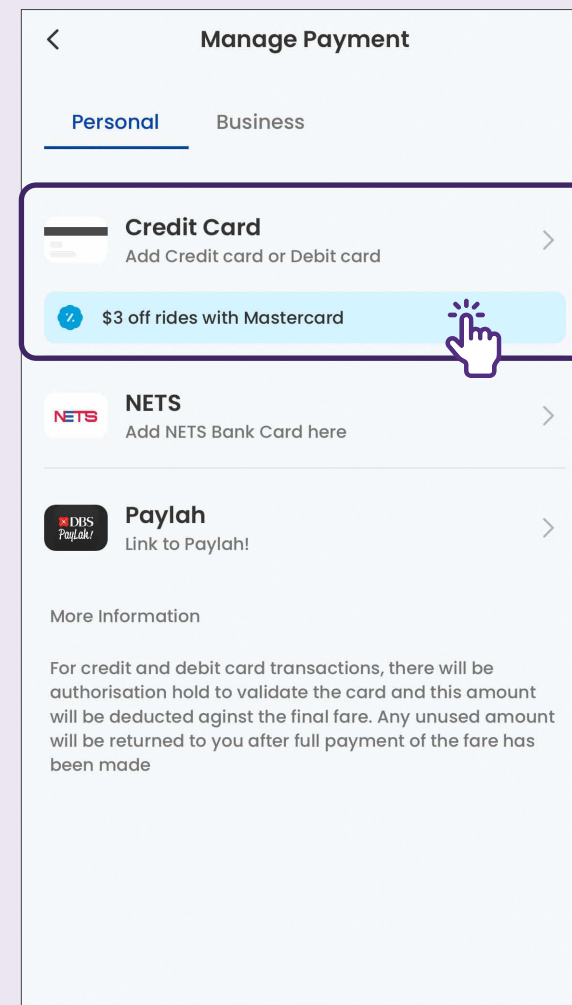 Manage Payment
Personal Business
Credit Card
Add Credit card or Debit card
$3 off rides with Mastercard
NETS
NETS
Add NETS Bank Card here
DBS
PayLah!
Paylah
Link to Paylah!
More Information
For credit and debit card transactions, there will be
authorisation hold to validate the card and this amount
will be deducted aginst the final fare. Any unused amount
will be returned to you after full payment of the fare has
been made